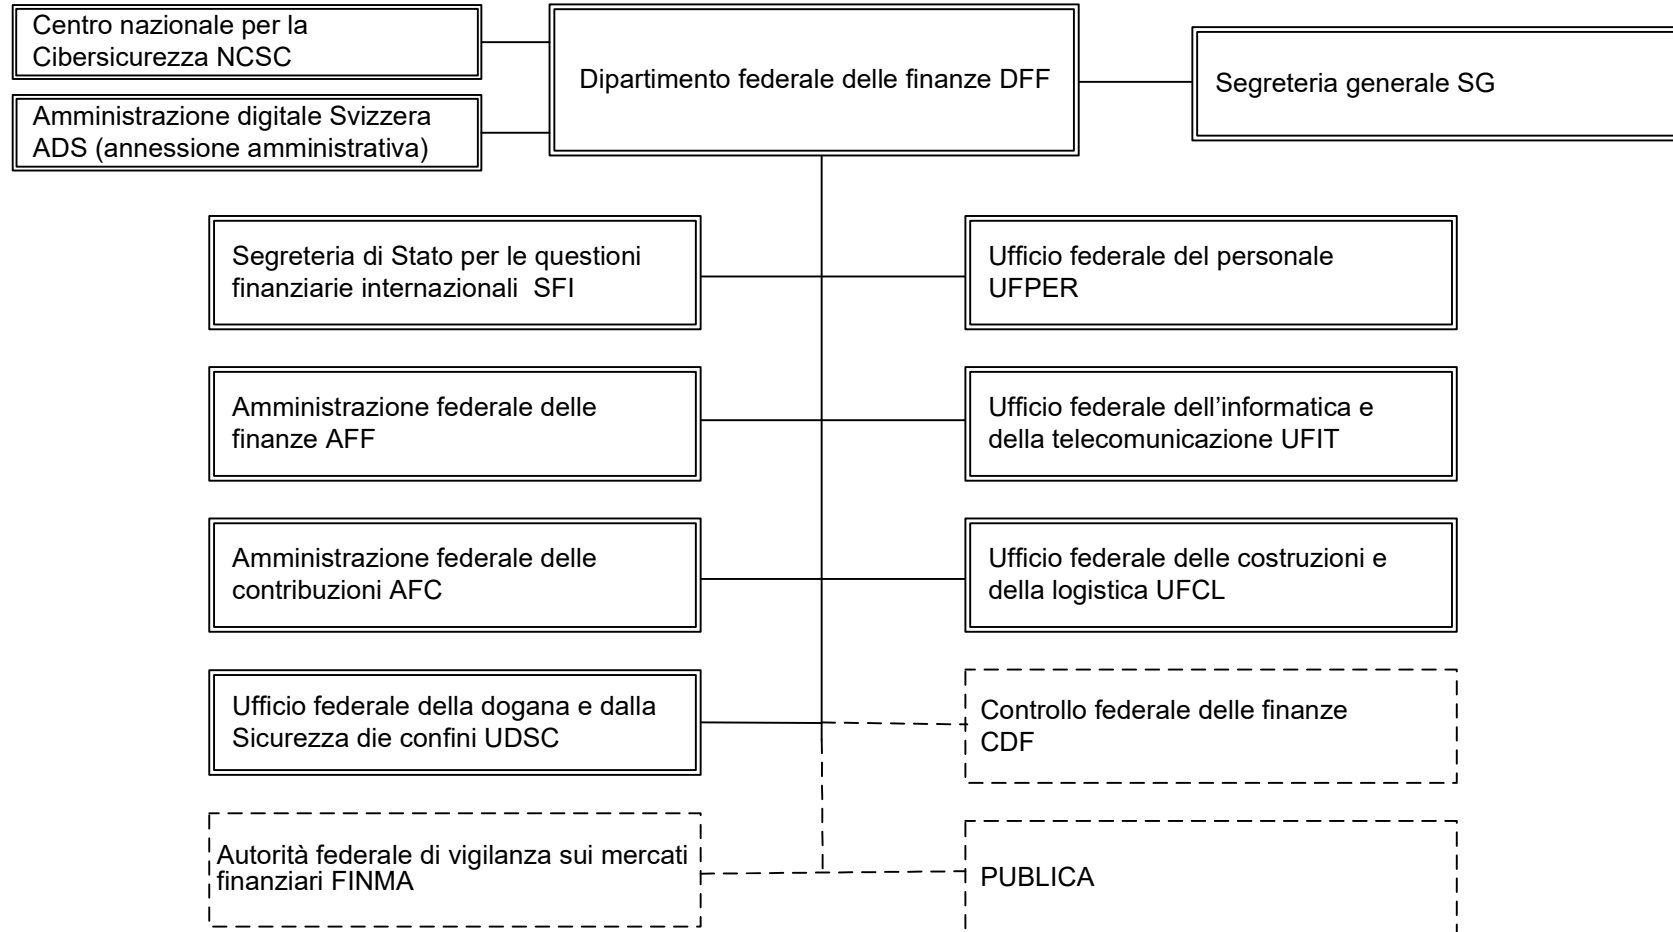 Centro nazionale per la
Cibersicurezza NCSC
Dipartimento federale delle finanze DFF
Segreteria generale SG
Amministrazione digitale Svizzera
ADS (annessione amministrativa)
Segreteria di Stato per le questioni
finanziarie internazionali  SFI
Ufficio federale del personale
UFPER
Amministrazione federale delle
finanze AFF
Ufficio federale dell’informatica e
della telecomunicazione UFIT
Amministrazione federale delle
contribuzioni AFC
Ufficio federale delle costruzioni e
della logistica UFCL
Ufficio federale della dogana e dalla
Sicurezza die confini UDSC
Controllo federale delle finanze
CDF
Autorità federale di vigilanza sui mercati
finanziari FINMA
PUBLICA